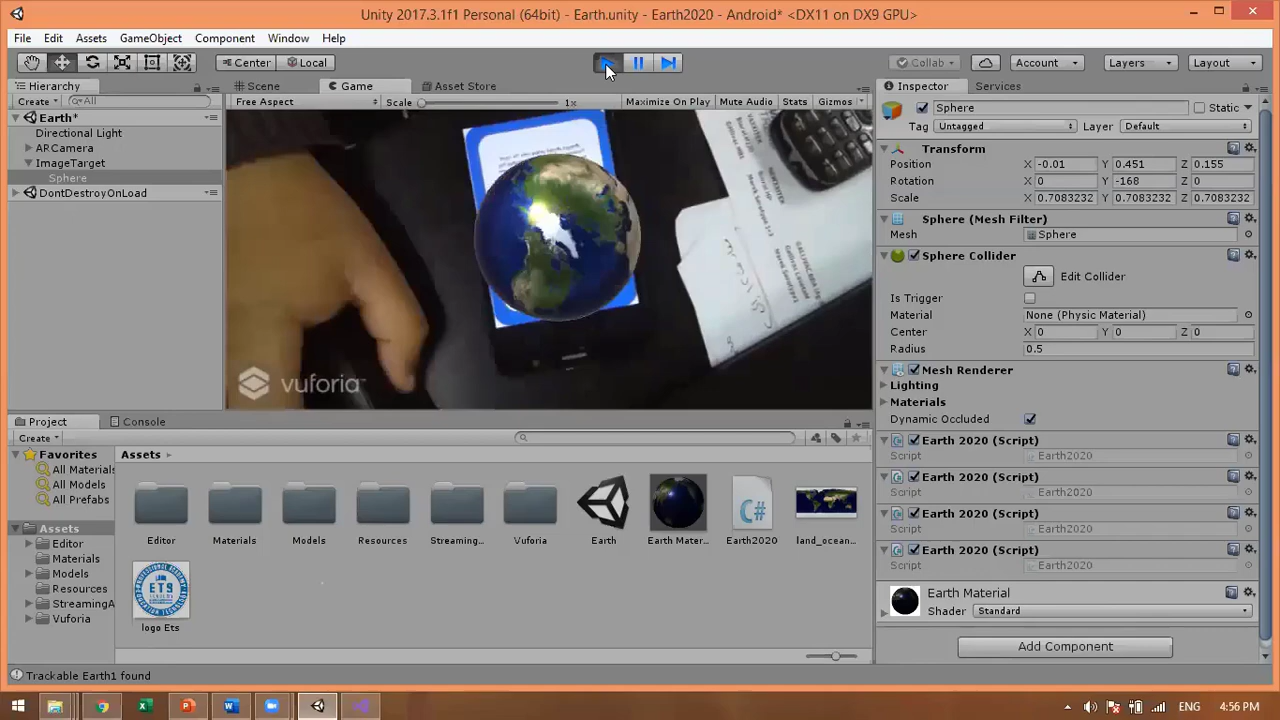 Unity 2017.3.1f1 Personal (64bit) - Earth.unity - Earth2020 - Android* <DX11 on DX9 GPU>
File Edit Assets GameObject Component Window Help
Center Local Collab Account Layers Layout
Hierarchy Scene Game Asset Store Inspector Services
Create All Free Aspect Scale 1x Maximize On Play Mute Audio Stats Gizmos Sphere Static
Earth*
Tag Untagged Layer Default
Directional Light
ARCamera
ImageTarget
Sphere
DontDestroyOnLoad
vuforia
Transform
Position X -0.01 Y 0.451 Z 0.155
Rotation X 0 Y -168 Z 0
Scale X 0.7083232 Y 0.7083232 Z 0.7083232
Sphere (Mesh Filter)
Mesh Sphere
Sphere Collider
Edit Collider
Is Trigger
Material None (Physic Material)
Center X 0 Y 0 Z 0
Radius 0.5
Mesh Renderer
Lighting
Materials
Dynamic Occluded
Earth 2020 (Script)
Script Earth2020
Earth 2020 (Script)
Script Earth2020
Earth 2020 (Script)
Script Earth2020
Earth 2020 (Script)
Script Earth2020
Earth Material
Shader Standard
Add Component
Project Console
Create
Favorites
All Materials
All Models
All Prefabs
Assets
Editor
Materials
Models
Resources
StreamingA
Vuforia
Assets
Editor Materials Models Resources Streaming... Vuforia Earth Earth Mater... Earth2020 land_ocean...
C#
ETS
logo Ets
Trackable Earth1 found
ENG 4:56 PM